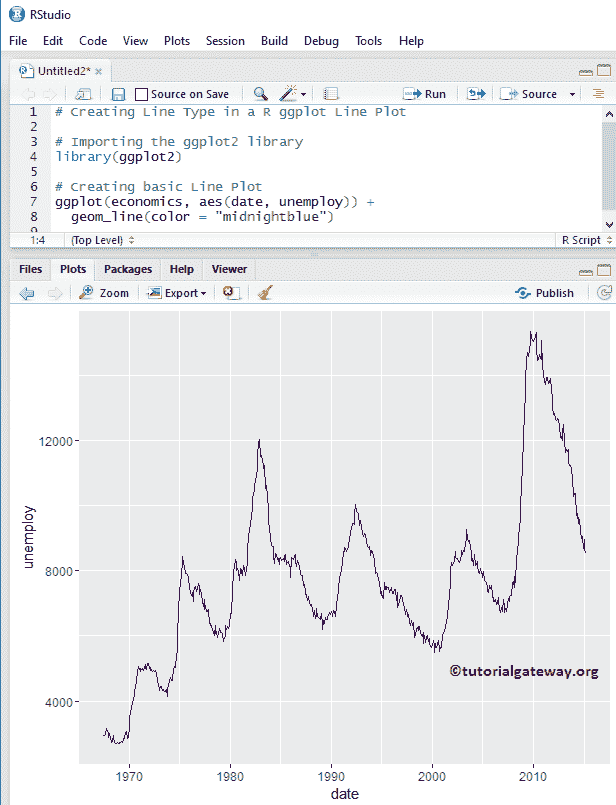 RStudio
File Edit Code View Plots Session Build Debug Tools Help
Untitled2*
Source on Save Run Source
1 # Creating Line Type in a R ggplot Line Plot
2
3 # Importing the ggplot2 library
4 library(ggplot2)
5
6 # Creating basic Line Plot
7 ggplot(economics, aes(date, unemploy)) +
8 geom_line(color = "midnightblue")
9
1:4 (Top Level) R Script
Files Plots Packages Help Viewer
Zoom Export Publish
12000
8000
4000
unemploy
©tutorialgateway.org
1970 1980 1990 2000 2010
date